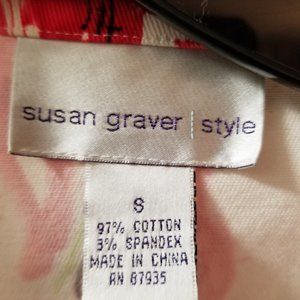 susan graver | style
S
97% COTTON
3% SPANDEX
MADE IN CHINA
RN 87935